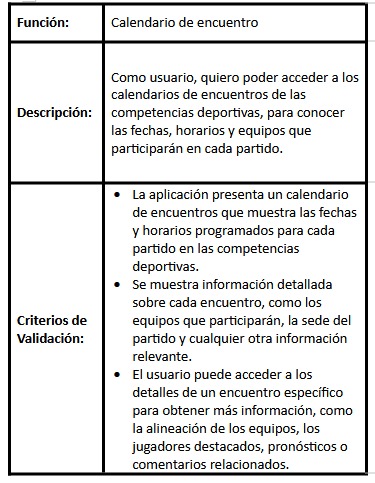 Función: Calendario de encuentro
Descripción:
Como usuario, quiero poder acceder a los
calendarios de encuentros de las
competencias deportivas, para conocer
las fechas, horarios y equipos que
participarán en cada partido.
Criterios de
Validación:
• La aplicación presenta un calendario
de encuentros que muestra las fechas
y horarios programados para cada
partido en las competencias
deportivas.
• Se muestra información detallada
sobre cada encuentro, como los
equipos que participarán, la sede del
partido y cualquier otra información
relevante.
• El usuario puede acceder a los
detalles de un encuentro específico
para obtener más información, como
la alineación de los equipos, los
jugadores destacados, pronósticos o
comentarios relacionados.